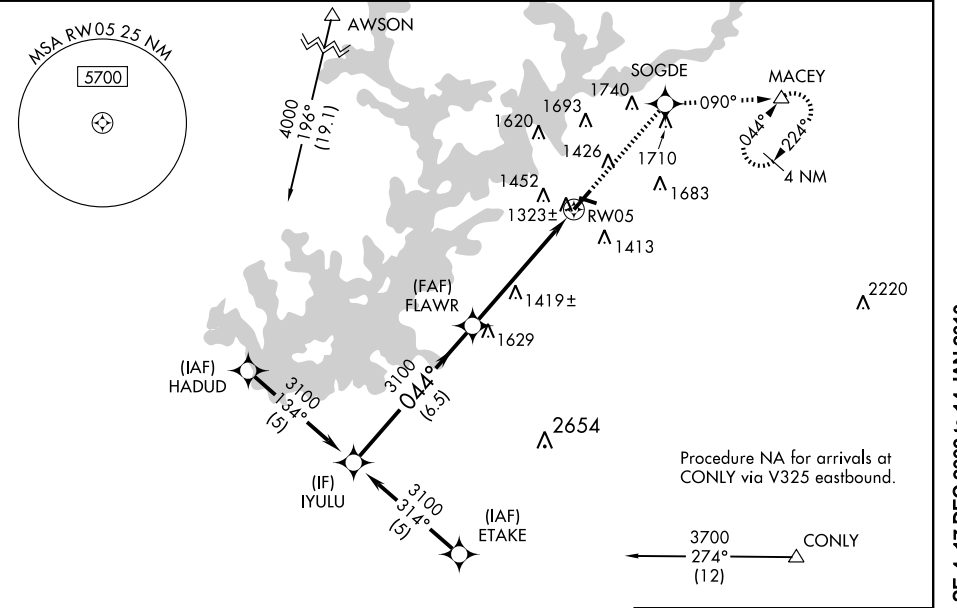 MSA RW05 25 NM
5700
AWSON
4000
196°
(19.1)
SOGDE
MACEY
090°
044°
224°
4 NM
1740
1693
1620
1426
1710
1452
1683
1323±
RW05
1413
(FAF)
FLAWR
1419±
2220
1629
(IAF)
HADUD
3100
134°
(5)
3100
044°
(6.5)
2654
(IF)
IYULU
3100
314°
(5)
(IAF)
ETAKE
Procedure NA for arrivals at
CONLY via V325 eastbound.
3700
274°
(12)
CONLY